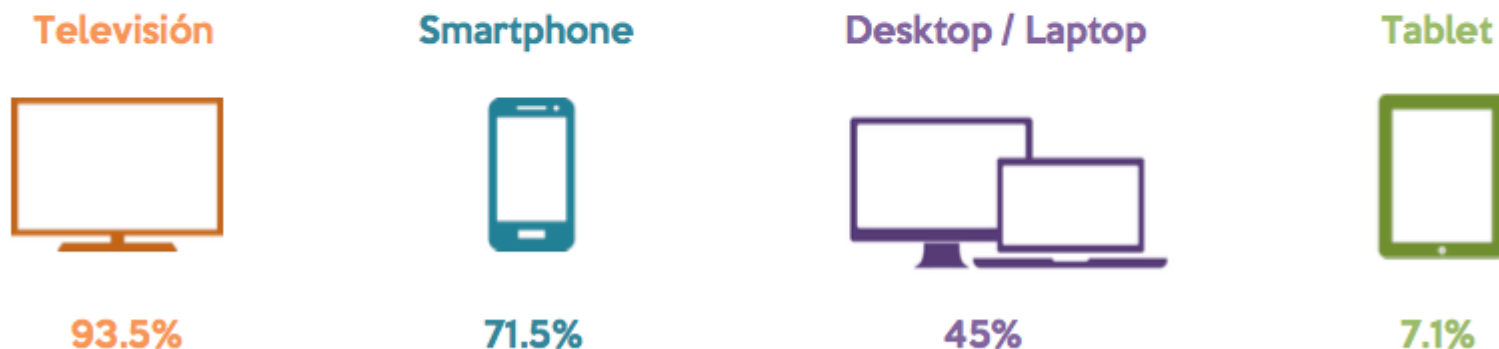 Televisión Smartphone Desktop / Laptop Tablet
93.5% 71.5% 45% 7.1%